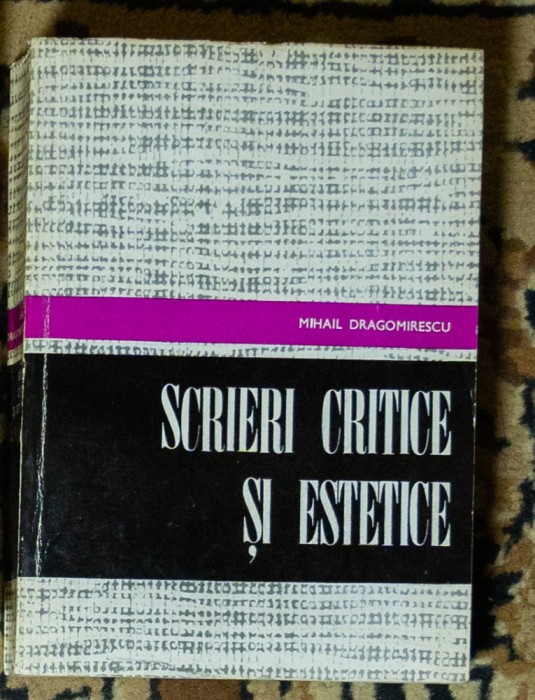 MIHAIL DRAGOMIRESCU
SCRIERI CRITICE
ȘI ESTETICE